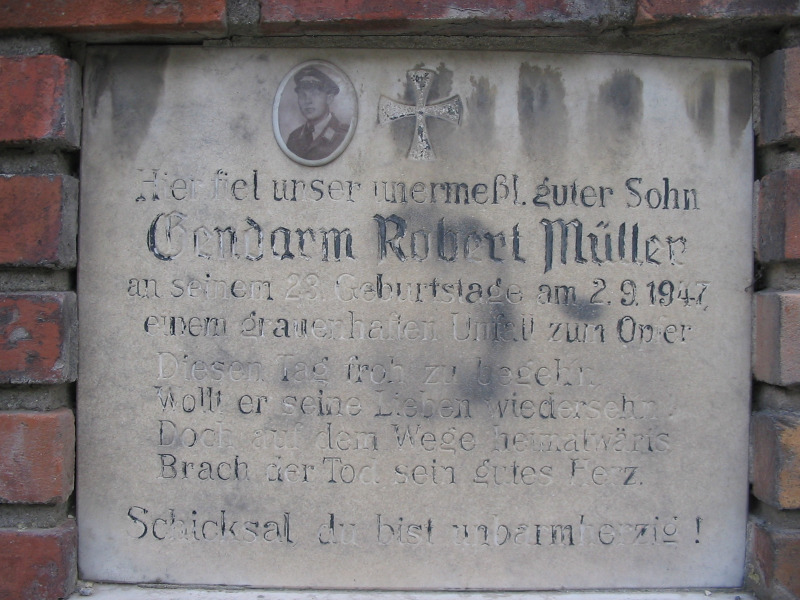 Hier fiel unser unermeßl. guter Sohn
Gendarm Robert Müller
an seinem 23. Geburtstage am 2.9.1947,
einem grauenhaften Unfall zum Opfer
Diesen Tag froh zu begehn,
Wollt er seine Lieben wiedersehn!
Doch auf dem Wege heimatwärts
Brach der Tod sein gutes Herz.
Schicksal du bist unbarmherzig!